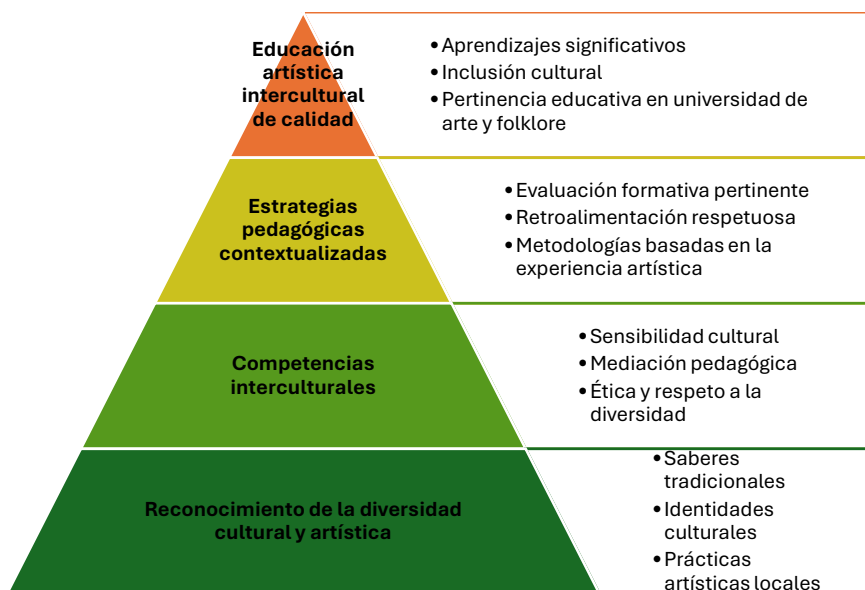 Educación
artística
intercultural
de calidad
•Aprendizajes significativos
•Inclusión cultural
•Pertinencia educativa en universidad de
arte y folklore
Estrategias
pedagógicas
contextualizadas
•Evaluación formativa pertinente
•Retroalimentación respetuosa
•Metodologías basadas en la
experiencia artística
Competencias
interculturales
•Sensibilidad cultural
•Mediación pedagógica
•Ética y respeto a la
diversidad
Reconocimiento de la diversidad
cultural y artística
•Saberes
tradicionales
•Identidades
culturales
•Prácticas
artísticas locales